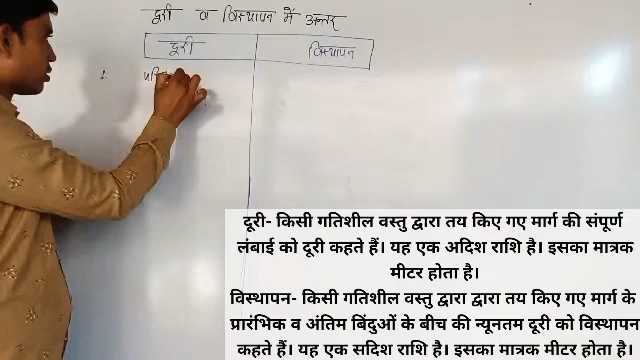 दूरी व विस्थापन में अन्तर
दूरी
विस्थापन
दूरी- किसी गतिशील वस्तु द्वारा तय किए गए मार्ग की संपूर्ण
लंबाई को दूरी कहते हैं। यह एक अदिश राशि है। इसका मात्रक
मीटर होता है।
विस्थापन- किसी गतिशील वस्तु द्वारा द्वारा तय किए गए मार्ग के
प्रारंभिक व अंतिम बिंदुओं के बीच की न्यूनतम दूरी को विस्थापन
कहते हैं। यह एक सदिश राशि है। इसका मात्रक मीटर होता है।